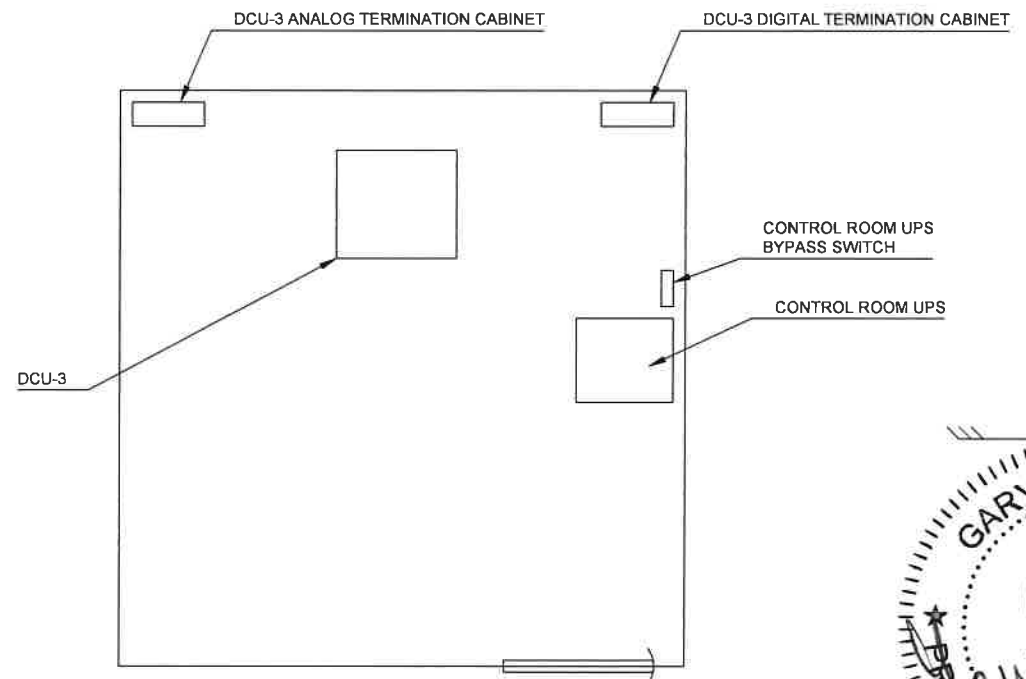 DCU-3 ANALOG TERMINATION CABINET
DCU-3 DIGITAL TERMINATION CABINET
CONTROL ROOM UPS
BYPASS SWITCH
CONTROL ROOM UPS
DCU-3
GARY